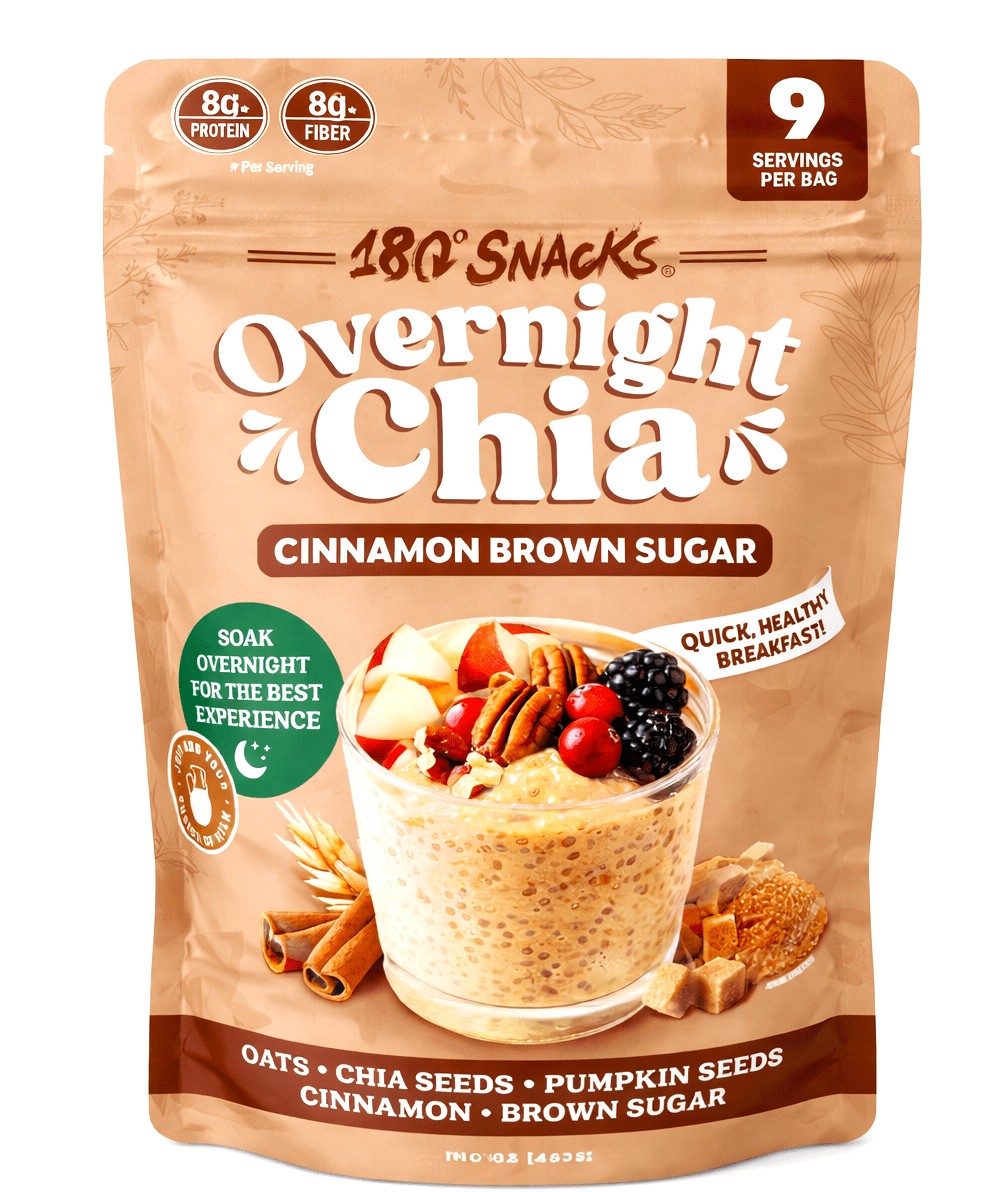 8g*
PROTEIN
8g*
FIBER
*Per Serving
9
SERVINGS
PER BAG
180° SNACKS®
Overnight
Chia
CINNAMON BROWN SUGAR
QUICK, HEALTHY
BREAKFAST!
SOAK
OVERNIGHT
FOR THE BEST
EXPERIENCE
OATS • CHIA SEEDS • PUMPKIN SEEDS
CINNAMON • BROWN SUGAR